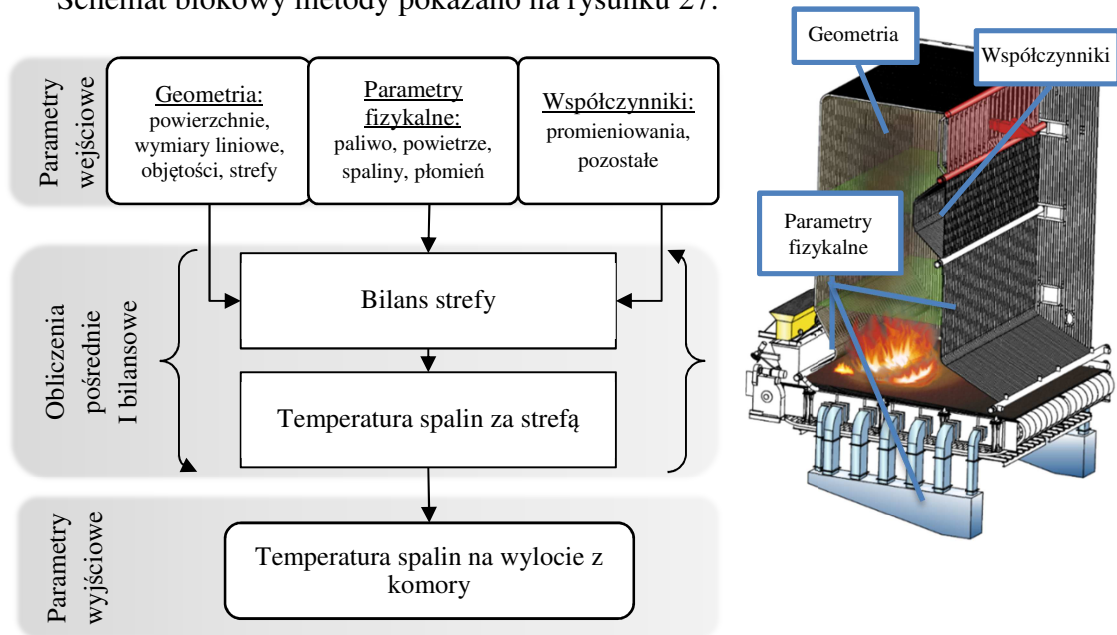 Schemat blokowy metody pokazano na rysunku 27.
Parametry
wejściowe
Geometria:
powierzchnie,
wymiary liniowe,
objętości, strefy
Parametry
fizykalne:
paliwo, powietrze,
spaliny, płomień
Współczynniki:
promieniowania,
pozostałe
Obliczenia
pośrednie
I bilansowe
Bilans strefy
Temperatura spalin za strefą
Parametry
wyjściowe
Temperatura spalin na wylocie z
komory
Geometria
Współczynniki
Parametry
fizykalne